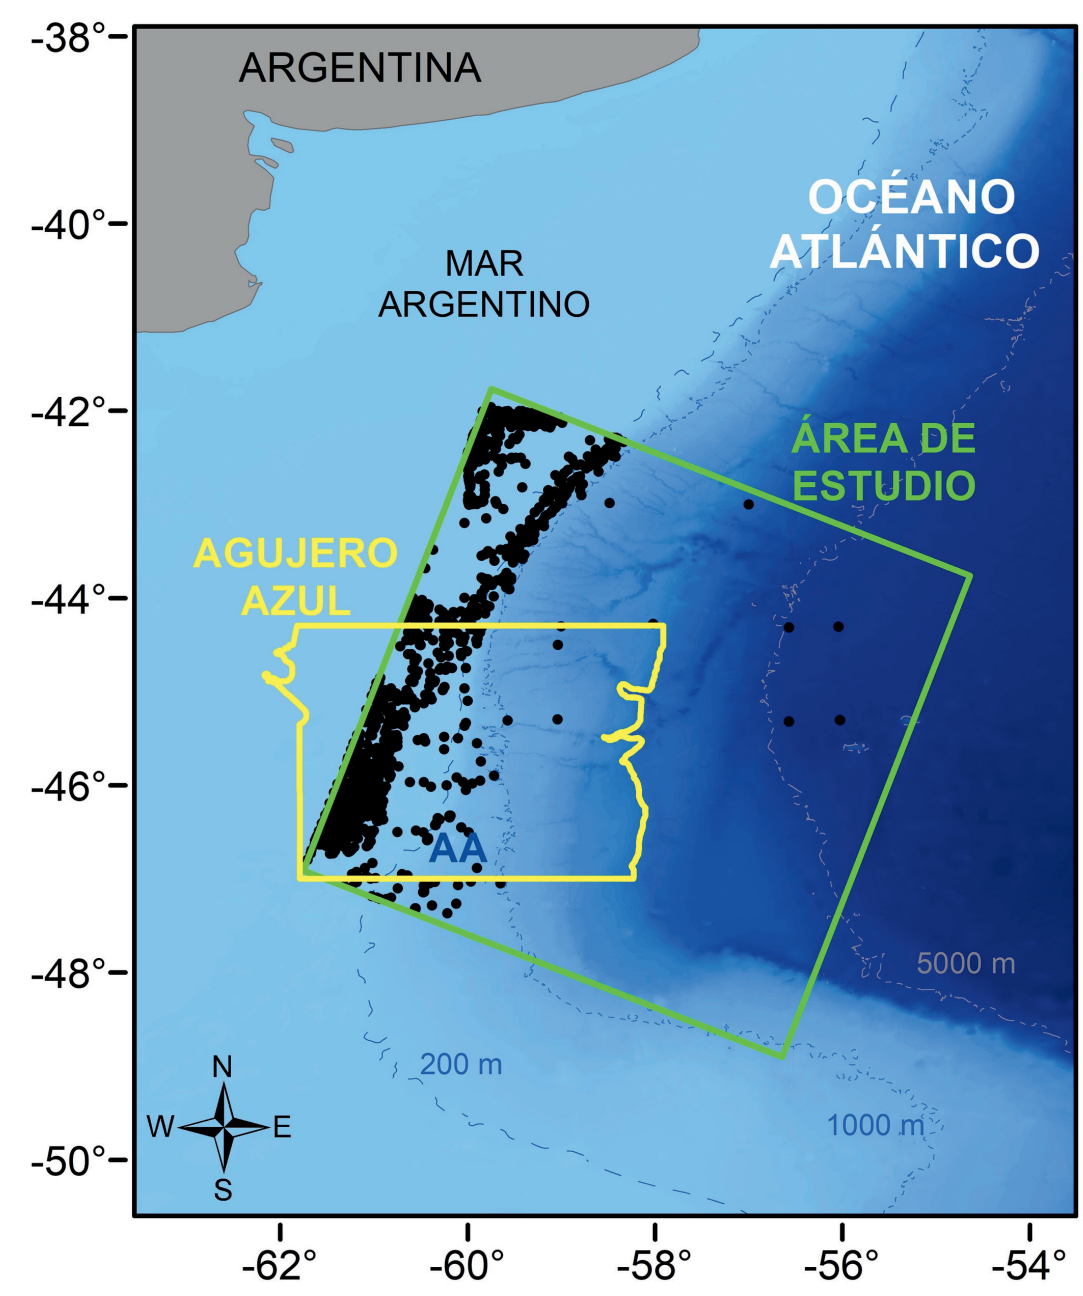 -38°
ARGENTINA
OCÉANO
ATLÁNTICO
-40°
MAR
ARGENTINO
-42°
ÁREA DE
ESTUDIO
AGUJERO
AZUL
-44°
-46°
AA
-48°
5000 m
200 m
1000 m
N
W
E
S
-50°
-62°
-60°
-58°
-56°
-54°